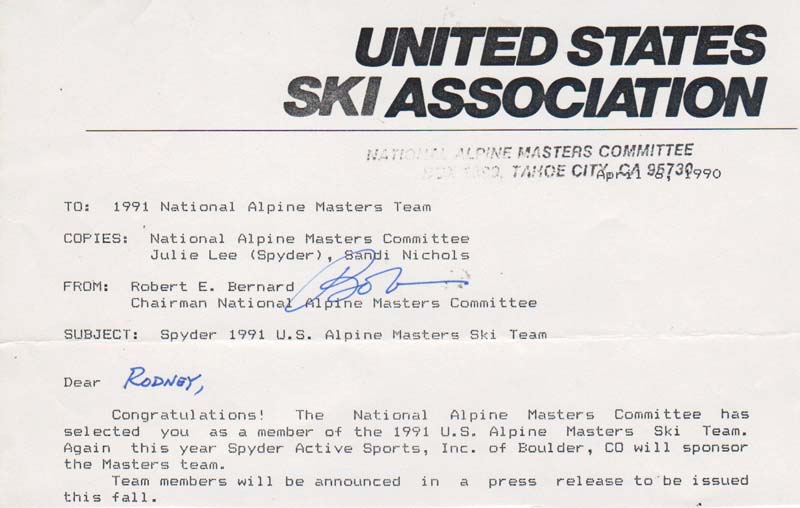 UNITED STATES
SKI ASSOCIATION
NATIONAL ALPINE MASTERS COMMITTEE
TAHOE CITY, CA 95730
April 6, 1990
TO: 1991 National Alpine Masters Team
COPIES: National Alpine Masters Committee
Julie Lee (Spyder), Sandi Nichols
FROM: Robert E. Bernard
Bob
Chairman National Alpine Masters Committee
SUBJECT: Spyder 1991 U.S. Alpine Masters Ski Team
Dear RODNEY,
Congratulations! The National Alpine Masters Committee has
selected you as a member of the 1991 U.S. Alpine Masters Ski Team.
Again this year Spyder Active Sports, Inc. of Boulder, CO will sponsor
the Masters team.
Team members will be announced in a press release to be issued
this fall.